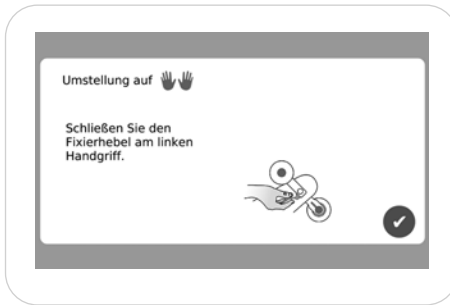 Umstellung auf
Schließen Sie den
Fixierhebel am linken
Handgriff.